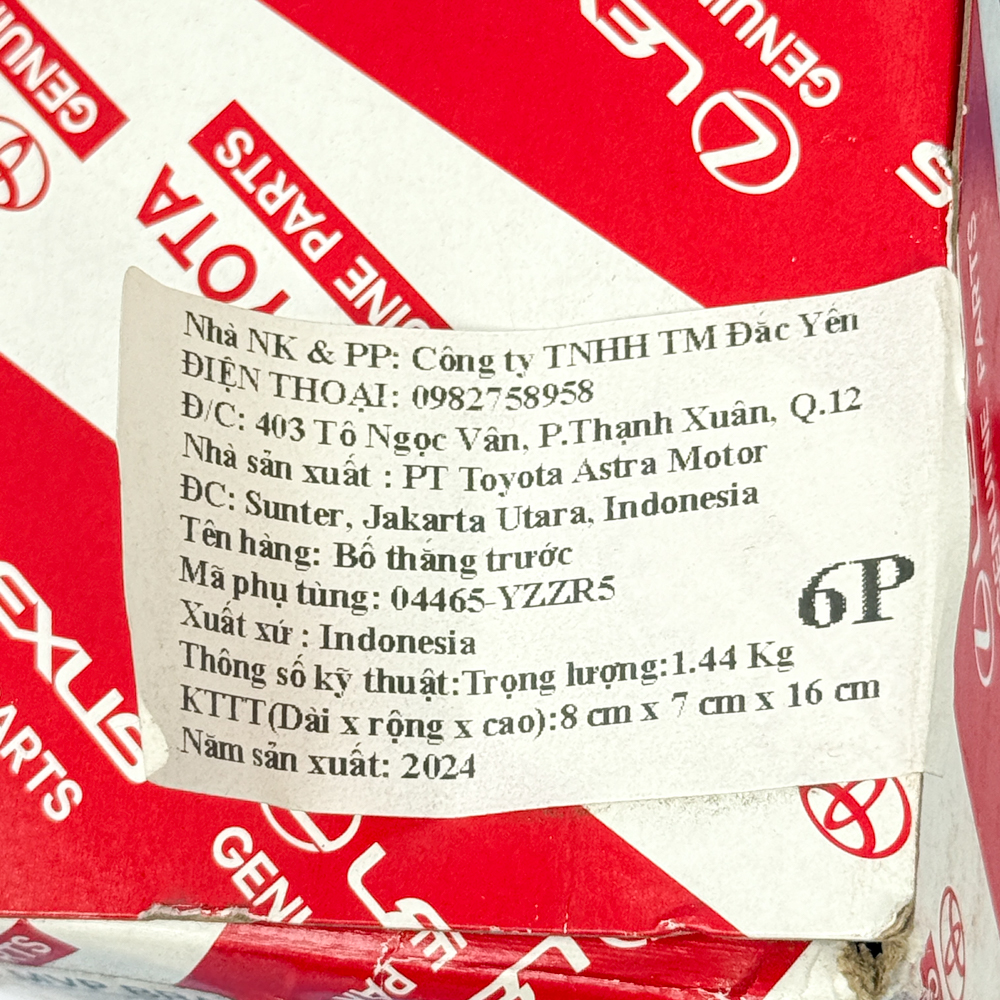 LEXUS
GENUINE
GENUINE
TOYOTA
GENUINE PARTS
Nhà NK & PP: Công ty TNHH TM Đắc Yến
ĐIỆN THOẠI: 0982758958
Đ/C: 403 Tô Ngọc Vân, P.Thạnh Xuân, Q.12
Nhà sản xuất : PT Toyota Astra Motor
ĐC: Sunter, Jakarta Utara, Indonesia
Tên hàng: Bố thắng trước
Mã phụ tùng: 04465-YZZR5
6P
Xuất xứ : Indonesia
Thông số kỹ thuật:Trọng lượng:1.44 Kg
KTTT(Dài x rộng x cao):8 cm x 7 cm x 16 cm
Năm sản xuất: 2024
LEXUS
PARTS